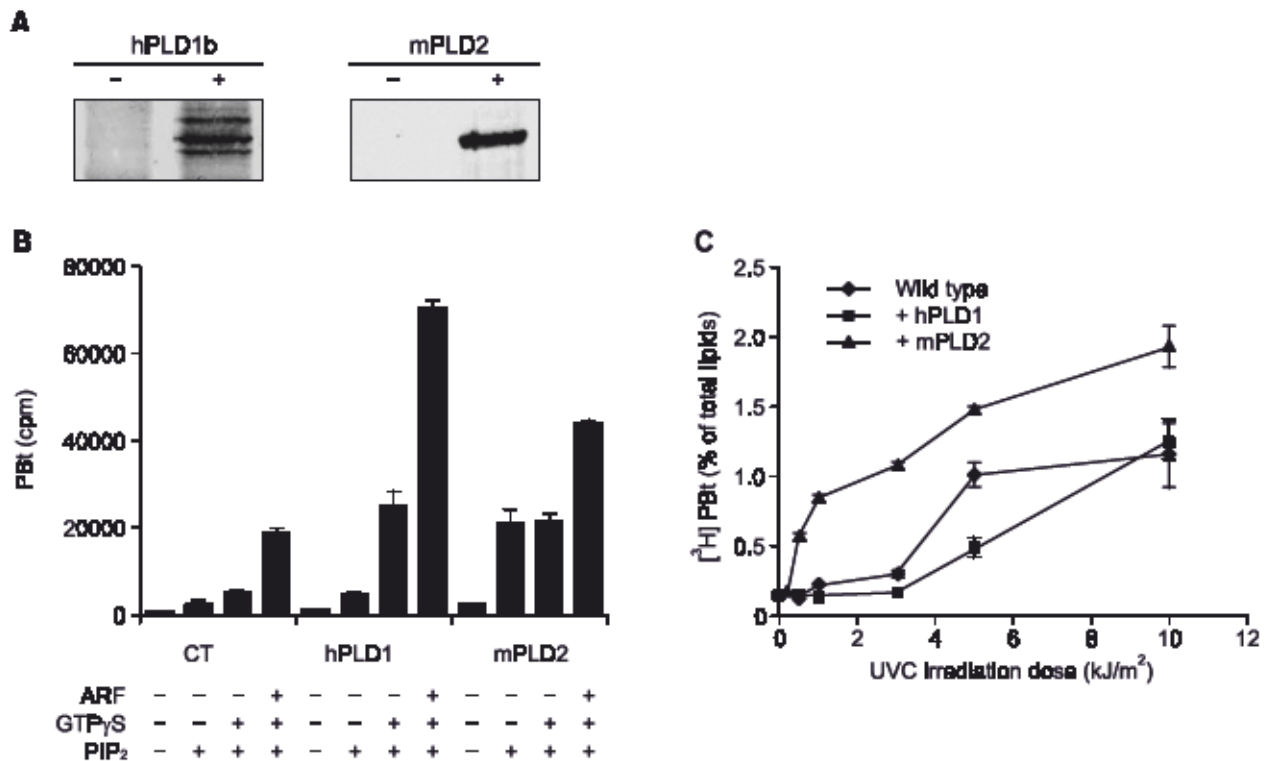 A
hPLD1b
mPLD2
− +
− +
B
PBt (cpm)
80000
60000
40000
20000
0
CT hPLD1 mPLD2
ARF − − − + − − − + − − − +
GTPγS − − + + − − + + − − + +
PIP₂ − + + + − + + + − + + +
C
[³H] PBt (% of total lipids)
2.5
2.0
1.5
1.0
0.5
0
Wild type
+ hPLD1
+ mPLD2
0 2 4 6 8 10 12
UVC irradiation dose (kJ/m²)